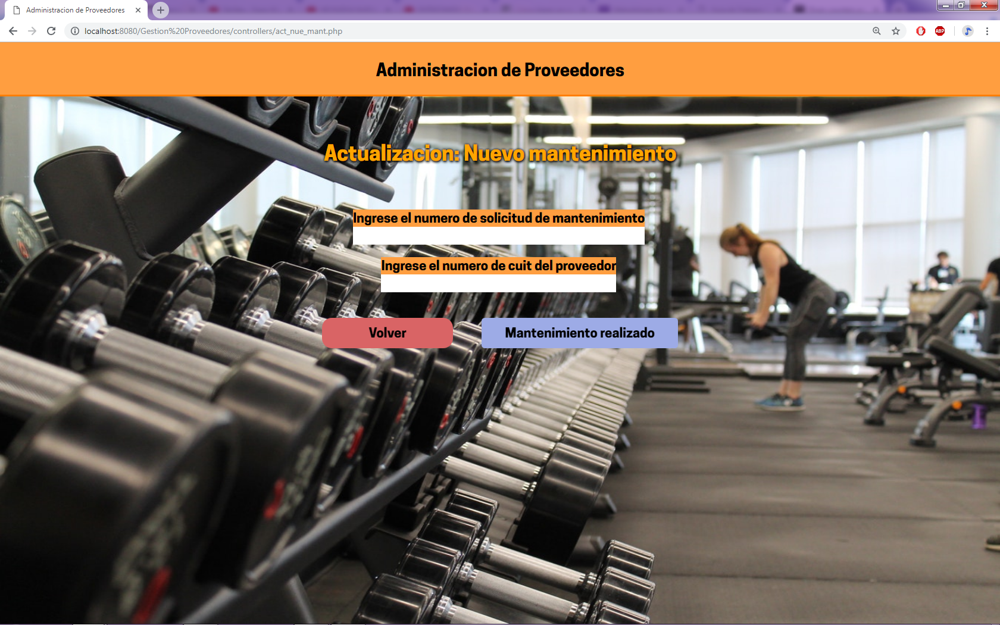 Administracion de Proveedores
localhost:8080/Gestion%20Proveedores/controllers/act_nue_mant.php
ABP
Administracion de Proveedores
Actualizacion: Nuevo mantenimiento
Ingrese el numero de solicitud de mantenimiento
Ingrese el numero de cuit del proveedor
Volver
Mantenimiento realizado